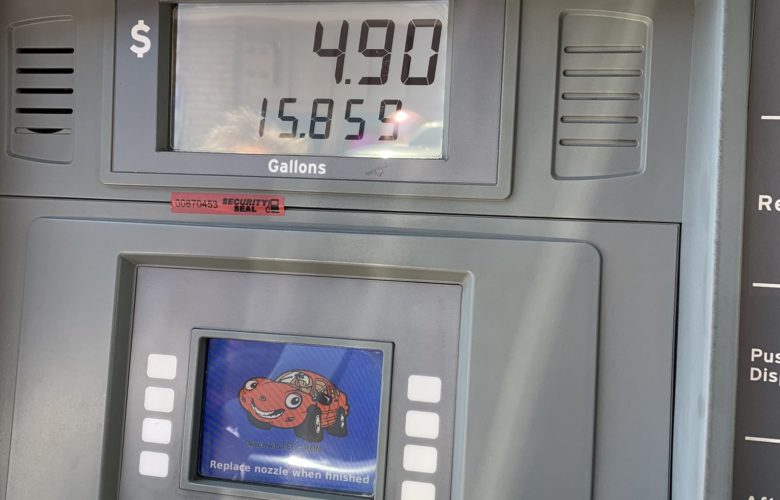 $ 4.90
15.859
Gallons
00670453 SECURITY SEAL
Re
Pus
Disp
Replace nozzle when finished